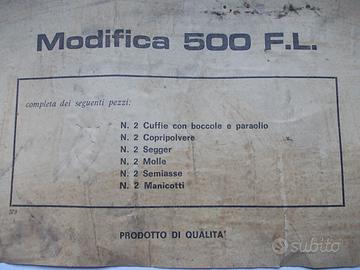 Modifica 500 F.L.
completa dei seguenti pezzi:
N. 2 Cuffie con boccole e paraolio
N. 2 Copripolvere
N. 2 Segger
N. 2 Molle
N. 2 Semiasse
N. 2 Manicotti
PRODOTTO DI QUALITA'
subito